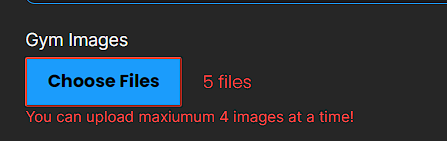 Gym Images
Choose Files 5 files
You can upload maxiumum 4 images at a time!